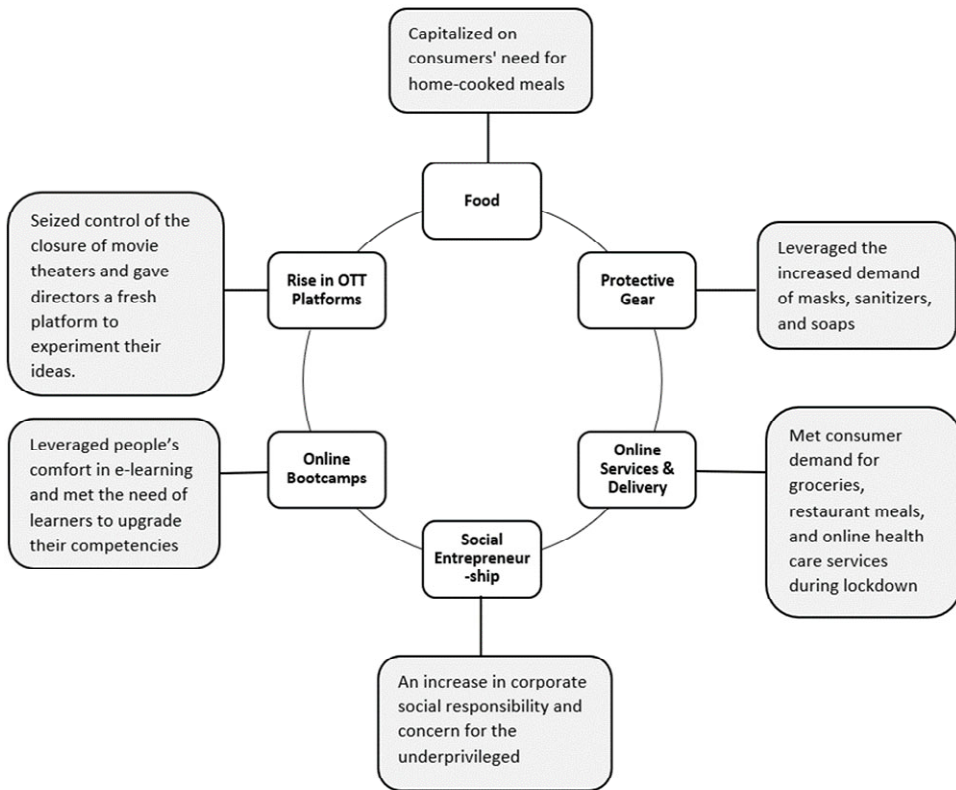 Capitalized on
consumers' need for
home-cooked meals
Food
Seized control of the
closure of movie
theaters and gave
directors a fresh
platform to
experiment their
ideas.
Rise in OTT
Platforms
Protective
Gear
Leveraged the
increased demand
of masks, sanitizers,
and soaps
Leveraged people’s
comfort in e-learning
and met the need of
learners to upgrade
their competencies
Online
Bootcamps
Online
Services &
Delivery
Met consumer
demand for
groceries,
restaurant meals,
and online health
care services
during lockdown
Social
Entrepreneur
-ship
An increase in corporate
social responsibility and
concern for the
underprivileged